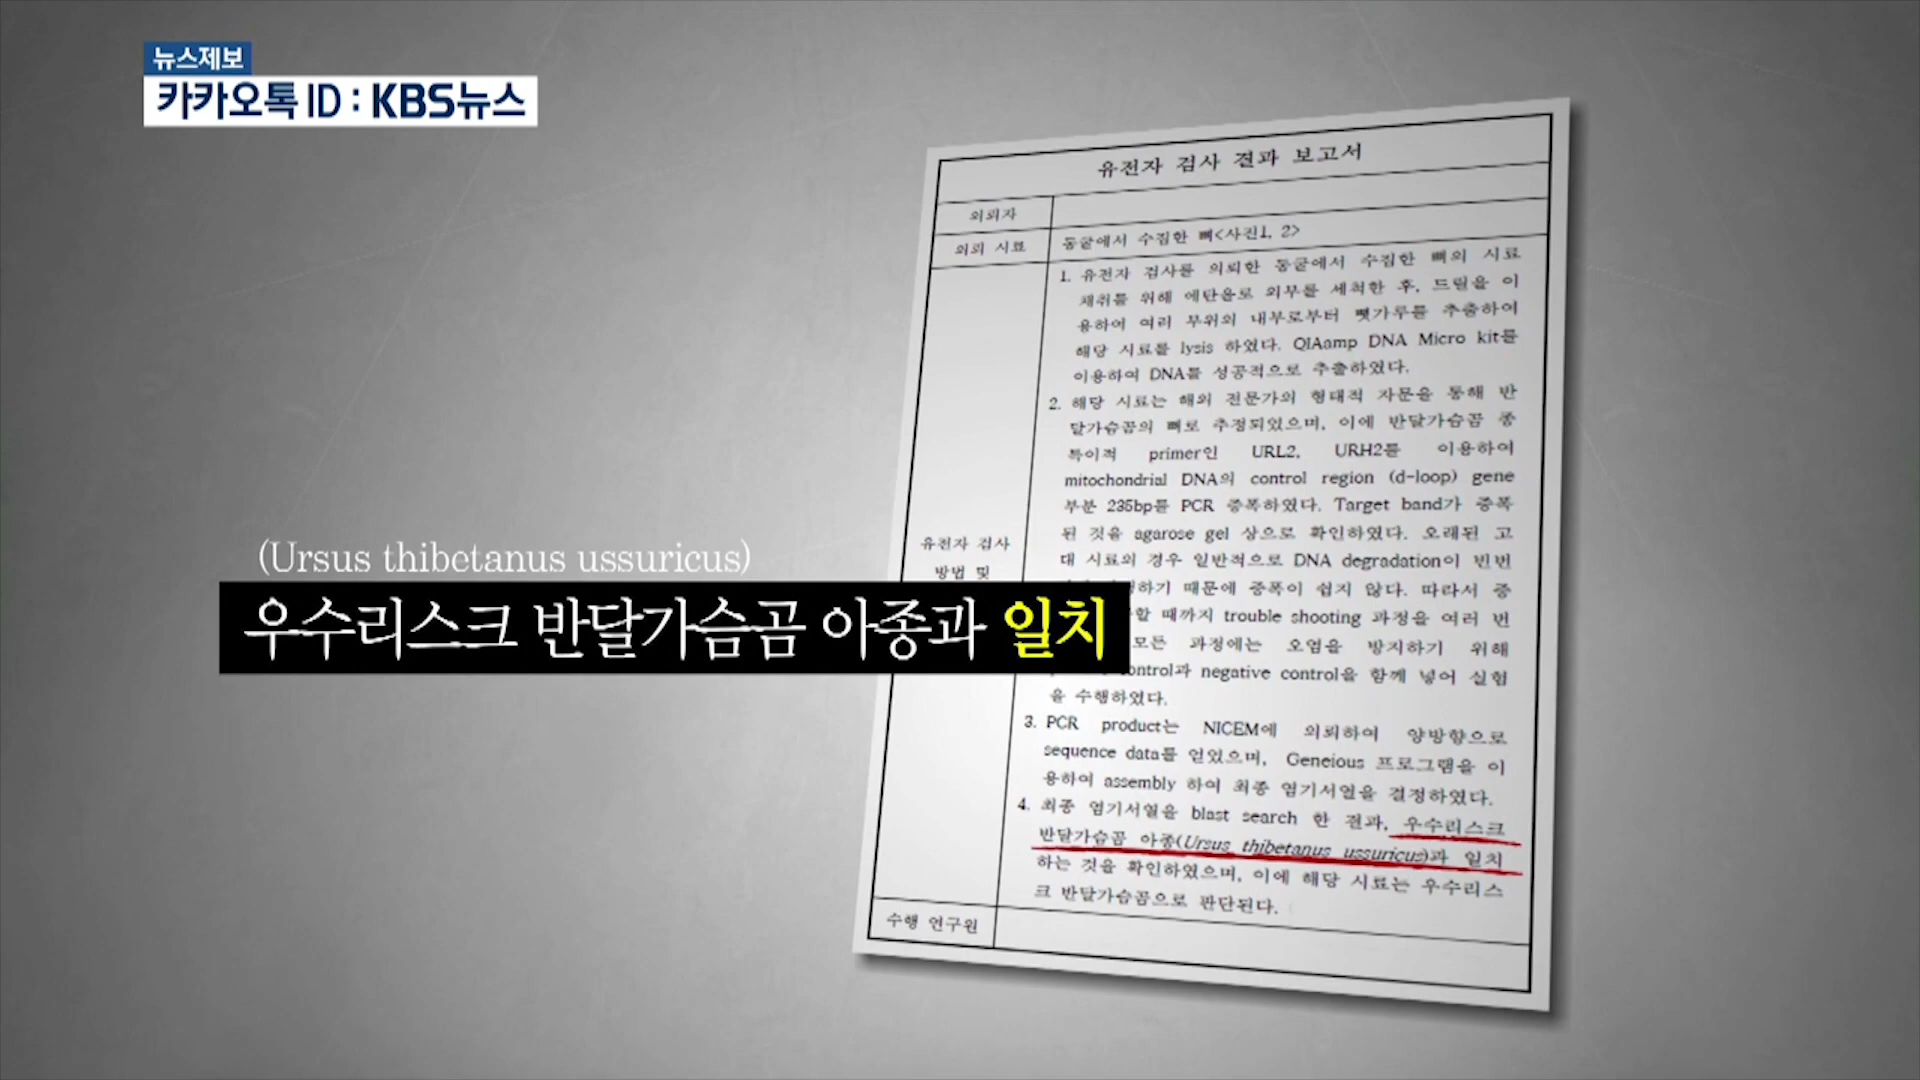 뉴스제보
카카오톡 ID : KBS뉴스
(Ursus thibetanus ussuricus)
우수리스크 반달가슴곰 아종과 일치
유전자 검사 결과 보고서
의뢰자
의뢰 시료
동굴에서 수집한 뼈<사진1, 2>
유전자 검사
방법 및
1. 유전자 검사를 의뢰한 동굴에서 수집한 뼈의 시료
채취를 위해 에탄올로 외부를 세척한 후, 드릴을 이
용하여 여러 부위의 내부로부터 뼛가루를 추출하여
해당 시료를 lysis 하였다. QIAamp DNA Micro kit를
이용하여 DNA를 성공적으로 추출하였다.
2. 해당 시료는 해외 전문가의 형태적 자문을 통해 반
달가슴곰의 뼈로 추정되었으며, 이에 반달가슴곰 종
특이적 primer인 URL2, URH2를 이용하여
mitochondrial DNA의 control region (d-loop) gene
부분 235bp를 PCR 증폭하였다. Target band가 증폭
된 것을 agarose gel 상으로 확인하였다. 오래된 고
대 시료의 경우 일반적으로 DNA degradation이 빈번
하기 때문에 증폭이 쉽지 않다. 따라서 증
할 때까지 trouble shooting 과정을 여러 번
모든 과정에는 오염을 방지하기 위해
control과 negative control을 함께 넣어 실험
을 수행하였다.
3. PCR product는 NICEM에 의뢰하여 양방향으로
sequence data를 얻었으며, Geneious 프로그램을 이
용하여 assembly 하여 최종 염기서열을 결정하였다.
4. 최종 염기서열을 blast search 한 결과, 우수리스크
반달가슴곰 아종(Ursus thibetanus ussuricus)과 일치
하는 것을 확인하였으며, 이에 해당 시료는 우수리스
크 반달가슴곰으로 판단된다.
수행 연구원